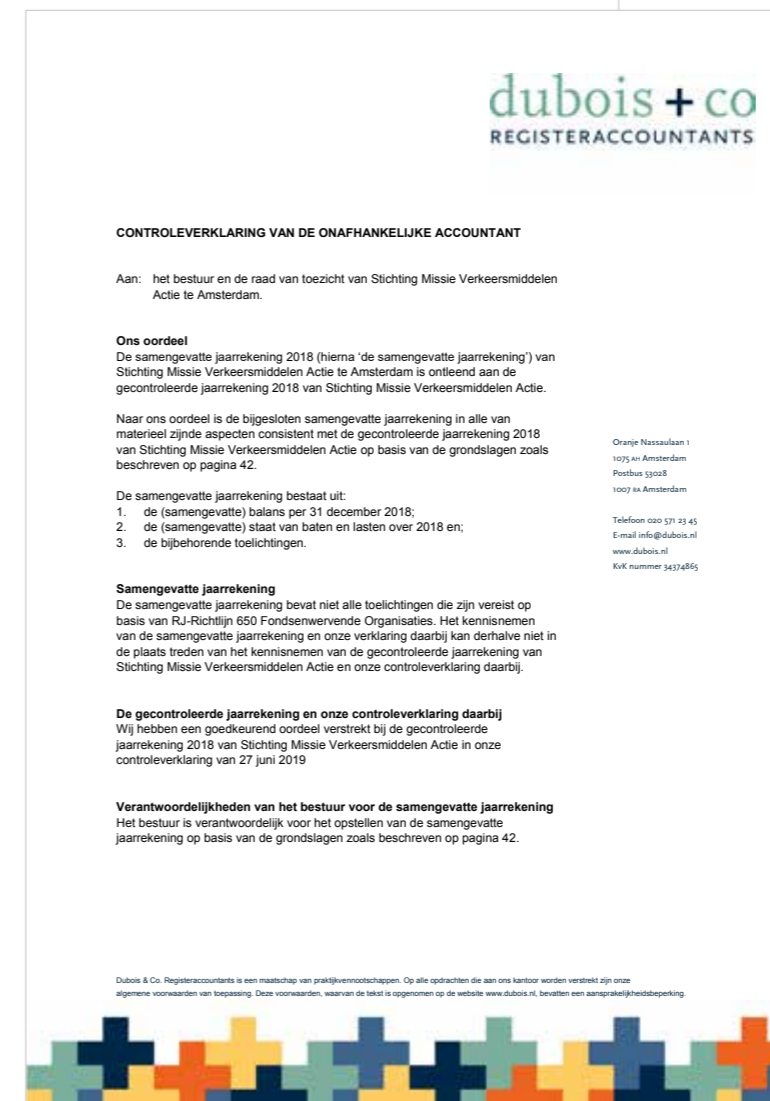 dubois + co
REGISTERACCOUNTANTS
CONTROLEVERKLARING VAN DE ONAFHANKELIJKE ACCOUNTANT
Aan: het bestuur en de raad van toezicht van Stichting Missie Verkeersmiddelen
Actie te Amsterdam.
Ons oordeel
De samengevatte jaarrekening 2018 (hierna ‘de samengevatte jaarrekening’) van
Stichting Missie Verkeersmiddelen Actie te Amsterdam is ontleend aan de
gecontroleerde jaarrekening 2018 van Stichting Missie Verkeersmiddelen Actie.
Naar ons oordeel is de bijgesloten samengevatte jaarrekening in alle van
materieel zijnde aspecten consistent met de gecontroleerde jaarrekening 2018
van Stichting Missie Verkeersmiddelen Actie op basis van de grondslagen zoals
beschreven op pagina 42.
De samengevatte jaarrekening bestaat uit:
1. de (samengevatte) balans per 31 december 2018;
2. de (samengevatte) staat van baten en lasten over 2018 en;
3. de bijbehorende toelichtingen.
Samengevatte jaarrekening
De samengevatte jaarrekening bevat niet alle toelichtingen die zijn vereist op
basis van RJ-Richtlijn 650 Fondsenwervende Organisaties. Het kennisnemen
van de samengevatte jaarrekening en onze verklaring daarbij kan derhalve niet in
de plaats treden van het kennisnemen van de gecontroleerde jaarrekening van
Stichting Missie Verkeersmiddelen Actie en onze controleverklaring daarbij.
De gecontroleerde jaarrekening en onze controleverklaring daarbij
Wij hebben een goedkeurend oordeel verstrekt bij de gecontroleerde
jaarrekening 2018 van Stichting Missie Verkeersmiddelen Actie in onze
controleverklaring van 27 juni 2019
Verantwoordelijkheden van het bestuur voor de samengevatte jaarrekening
Het bestuur is verantwoordelijk voor het opstellen van de samengevatte
jaarrekening op basis van de grondslagen zoals beschreven op pagina 42.
Oranje Nassaulaan 1
1075 AH Amsterdam
Postbus 53028
1007 RA Amsterdam
Telefoon 020 571 23 45
E-mail info@dubois.nl
www.dubois.nl
KvK nummer 34374865
Dubois & Co. Registeraccountants is een maatschap van praktijkvennootschappen. Op alle opdrachten die aan ons kantoor worden verstrekt zijn onze
algemene voorwaarden van toepassing. Deze voorwaarden, waarvan de tekst is opgenomen op de website www.dubois.nl, bevatten een aansprakelijkheidsbeperking.